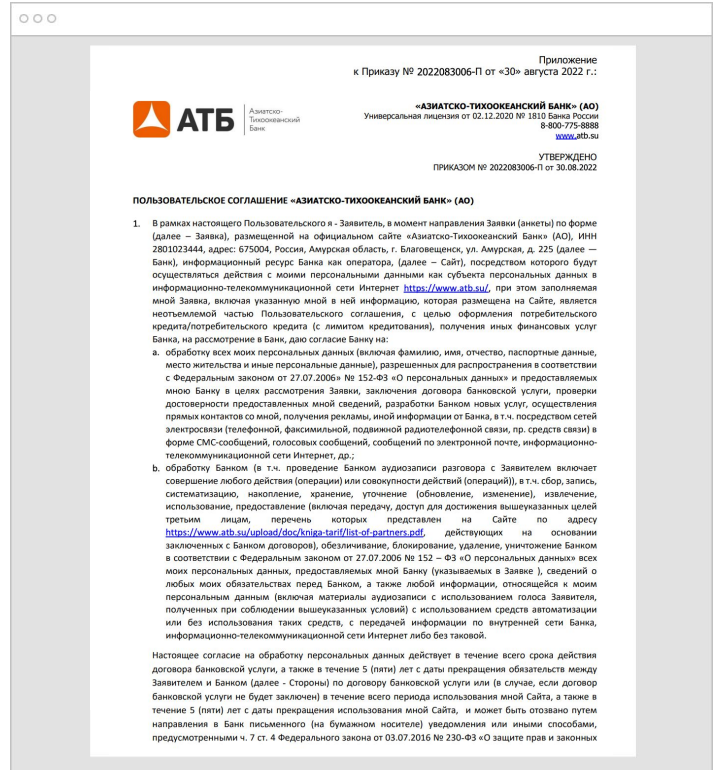 Приложение
к Приказу № 2022083006-П от «30» августа 2022 г.:
АТБ
Азиатско-
Тихоокеанский
Банк
«АЗИАТСКО-ТИХООКЕАНСКИЙ БАНК» (АО)
Универсальная лицензия от 02.12.2020 № 1810 Банка России
8-800-775-8888
www.atb.su
УТВЕРЖДЕНО
ПРИКАЗОМ № 2022083006-П от 30.08.2022
ПОЛЬЗОВАТЕЛЬСКОЕ СОГЛАШЕНИЕ «АЗИАТСКО-ТИХООКЕАНСКИЙ БАНК» (АО)
1. В рамках настоящего Пользовательского я - Заявитель, в момент направления Заявки (анкеты) по форме
(далее – Заявка), размещенной на официальном сайте «Азиатско-Тихоокеанский Банк» (АО), ИНН
2801023444, адрес: 675004, Россия, Амурская область, г. Благовещенск, ул. Амурская, д. 225 (далее —
Банк), информационный ресурс Банка как оператора, (далее – Сайт), посредством которого будут
осуществляться действия с моими персональными данными как субъекта персональных данных в
информационно-телекоммуникационной сети Интернет https://www.atb.su/, при этом заполняемая
мной Заявка, включая указанную мной в ней информацию, которая размещена на Сайте, является
неотъемлемой частью Пользовательского соглашения, с целью оформления потребительского
кредита/потребительского кредита (с лимитом кредитования), получения иных финансовых услуг
Банка, на рассмотрение в Банк, даю согласие Банку на:
a. обработку всех моих персональных данных (включая фамилию, имя, отчество, паспортные данные,
место жительства и иные персональные данные), разрешенных для распространения в соответствии
с Федеральным законом от 27.07.2006» № 152-ФЗ «О персональных данных» и предоставляемых
мною Банку в целях рассмотрения Заявки, заключения договора банковской услуги, проверки
достоверности предоставленных мной сведений, разработки Банком новых услуг, осуществления
прямых контактов со мной, получения рекламы, иной информации от Банка, в т.ч. посредством сетей
электросвязи (телефонной, факсимильной, подвижной радиотелефонной связи, пр. средств связи) в
форме СМС-сообщений, голосовых сообщений, сообщений по электронной почте, информационно-
телекоммуникационной сети Интернет, др.;
b. обработку Банком (в т.ч. проведение Банком аудиозаписи разговора с Заявителем включает
совершение любого действия (операции) или совокупности действий (операций)), в т.ч. сбор, запись,
систематизацию, накопление, хранение, уточнение (обновление, изменение), извлечение,
использование, предоставление (включая передачу, доступ для достижения вышеуказанных целей
третьим лицам, перечень которых представлен на Сайте по адресу
https://www.atb.su/upload/doc/kniga-tarif/list-of-partners.pdf, действующих на основании
заключенных с Банком договоров), обезличивание, блокирование, удаление, уничтожение Банком
в соответствии с Федеральным законом от 27.07.2006 № 152 – ФЗ «О персональных данных» всех
моих персональных данных, предоставляемых мной Банку (указываемых в Заявке ), сведений о
любых моих обязательствах перед Банком, а также любой информации, относящейся к моим
персональным данным (включая материалы аудиозаписи с использованием голоса Заявителя,
полученных при соблюдении вышеуказанных условий) с использованием средств автоматизации
или без использования таких средств, с передачей информации по внутренней сети Банка,
информационно-телекоммуникационной сети Интернет либо без таковой.
Настоящее согласие на обработку персональных данных действует в течение всего срока действия
договора банковской услуги, а также в течение 5 (пяти) лет с даты прекращения обязательств между
Заявителем и Банком (далее - Стороны) по договору банковской услуги или (в случае, если договор
банковской услуги не будет заключен) в течение всего периода использования мной Сайта, а также в
течение 5 (пяти) лет с даты прекращения использования мной Сайта, и может быть отозвано путем
направления в Банк письменного (на бумажном носителе) уведомления или иными способами,
предусмотренными ч. 7 ст. 4 Федерального закона от 03.07.2016 № 230-ФЗ «О защите прав и законных